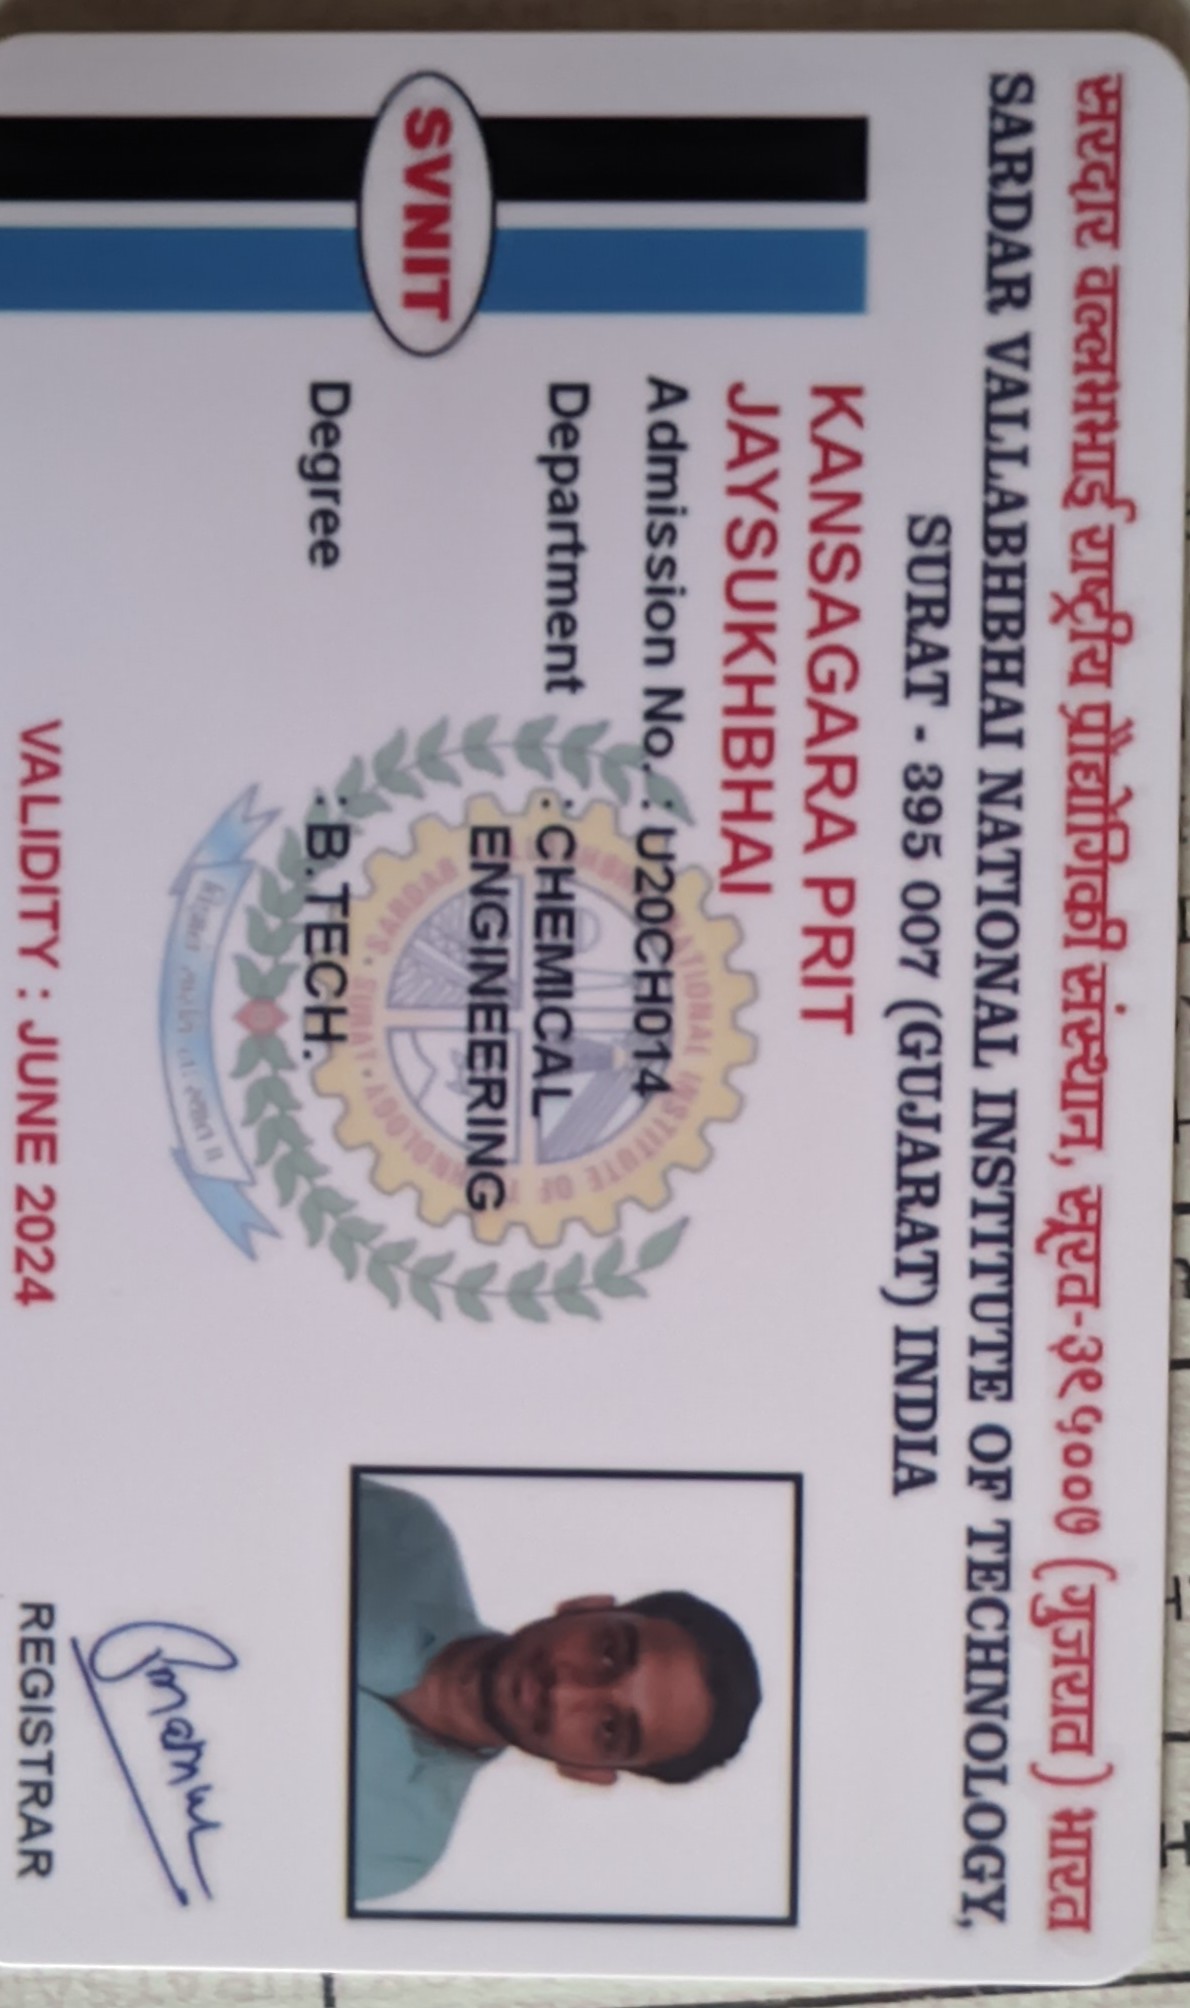 सरदार वल्लभभाई राष्ट्रीय प्रौद्योगिकी संस्थान, सूरत-३९५००७ (गुजरात) भारत
SARDAR VALLABHBHAI NATIONAL INSTITUTE OF TECHNOLOGY,
SURAT - 395 007 (GUJARAT) INDIA
SVNIT
KANSAGARA PRIT
JAYSUKHBHAI
Admission No. : U20CH014
Department : CHEMICAL
ENGINEERING
Degree : B.TECH.
VALIDITY : JUNE 2024
REGISTRAR